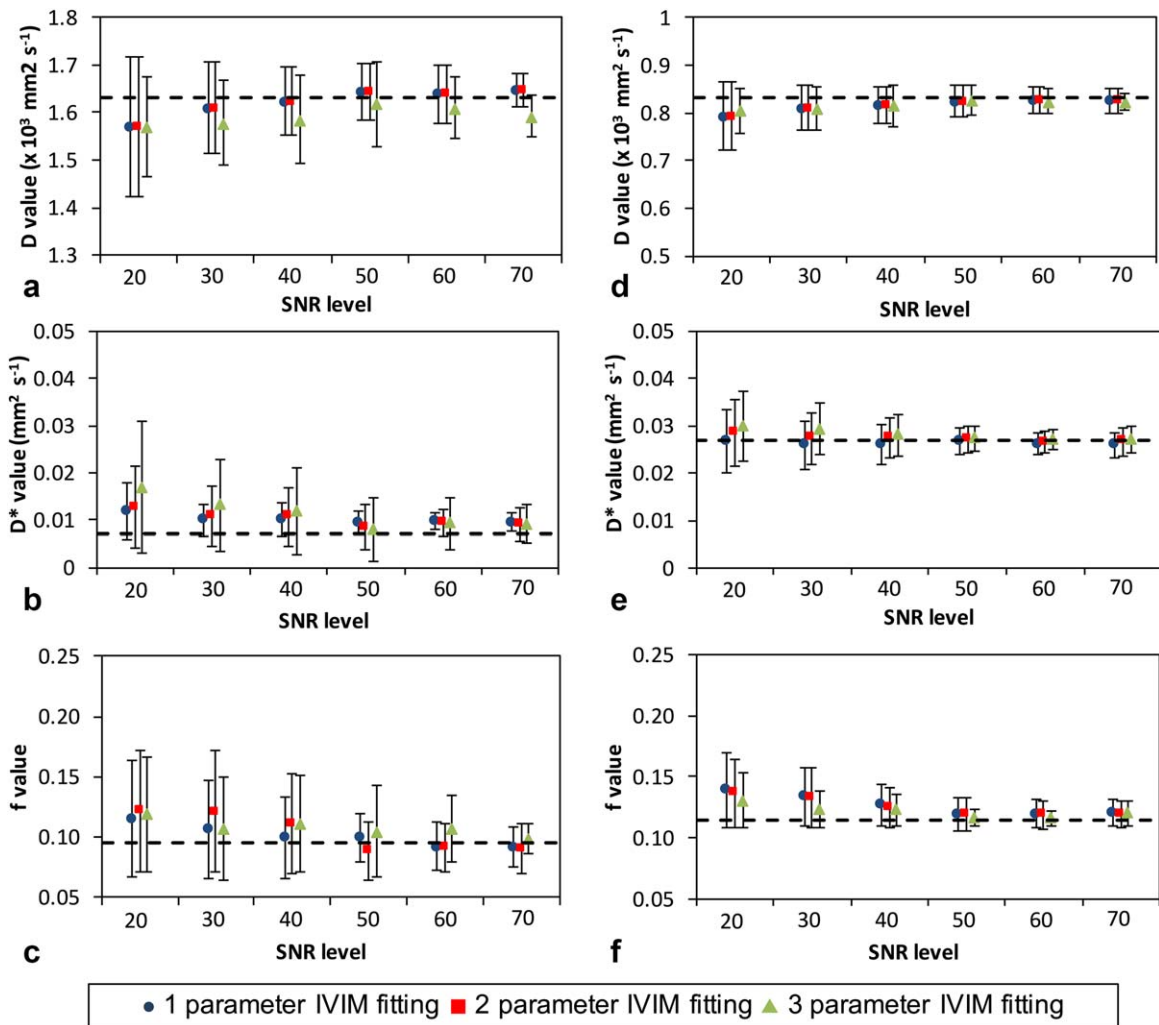 1.8
1.7
1.6
1.5
1.4
1.3
D value (x 10³ mm2 s⁻¹)
20 30 40 50 60 70
a
SNR level
1
0.9
0.8
0.7
0.6
0.5
D value (x 10³ mm² s⁻¹)
20 30 40 50 60 70
d
SNR level
0.05
0.04
0.03
0.02
0.01
0
D* value (mm² s⁻¹)
20 30 40 50 60 70
b
SNR level
0.05
0.04
0.03
0.02
0.01
0
D* value (mm² s⁻¹)
20 30 40 50 60 70
e
SNR level
0.25
0.20
0.15
0.10
0.05
f value
20 30 40 50 60 70
c
SNR level
0.25
0.20
0.15
0.10
0.05
f value
20 30 40 50 60 70
f
SNR level
1 parameter IVIM fitting 2 parameter IVIM fitting 3 parameter IVIM fitting